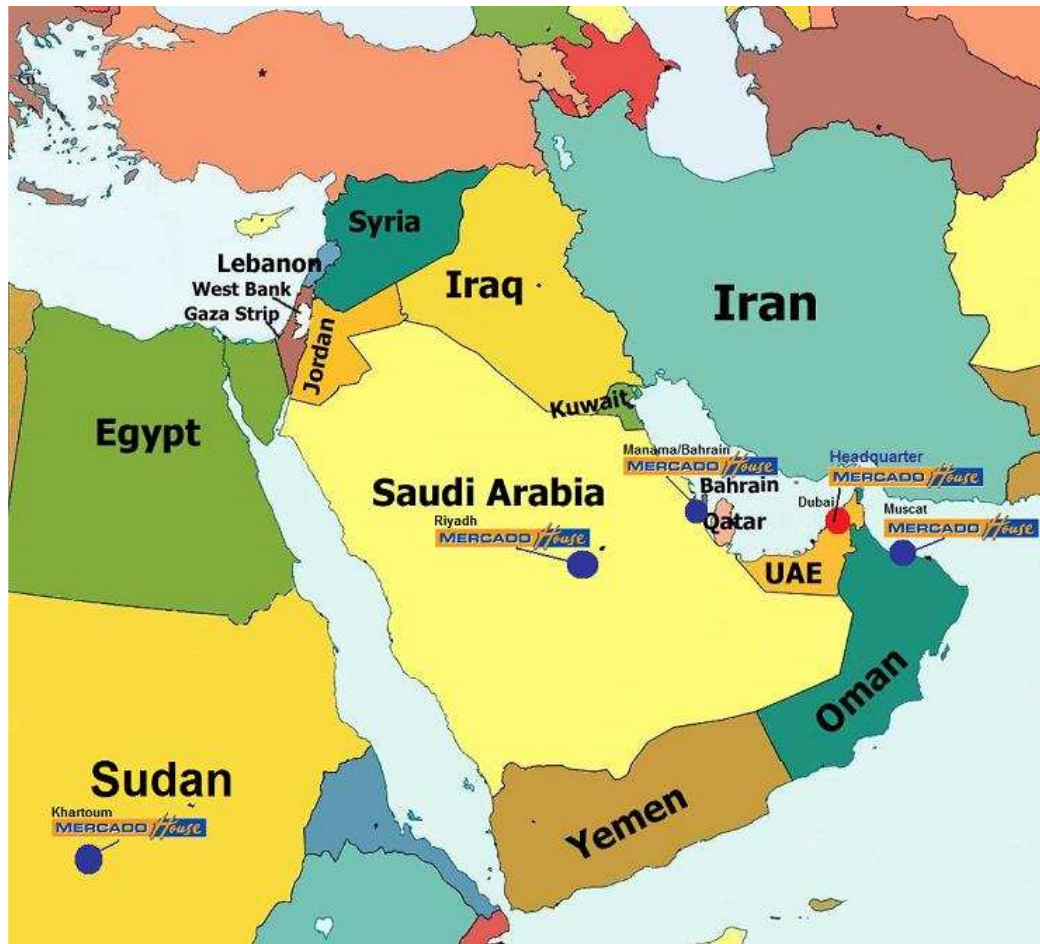 Syria
Lebanon
West Bank
Gaza Strip
Iraq
Iran
Jordan
Kuwait
Egypt
Manama/Bahrain
MERCADO House
Headquarter
MERCADO House
Bahrain
Saudi Arabia
Riyadh
MERCADO House
Qatar
Dubai
Muscat
MERCADO House
UAE
Oman
Sudan
Khartoum
MERCADO House
Yemen